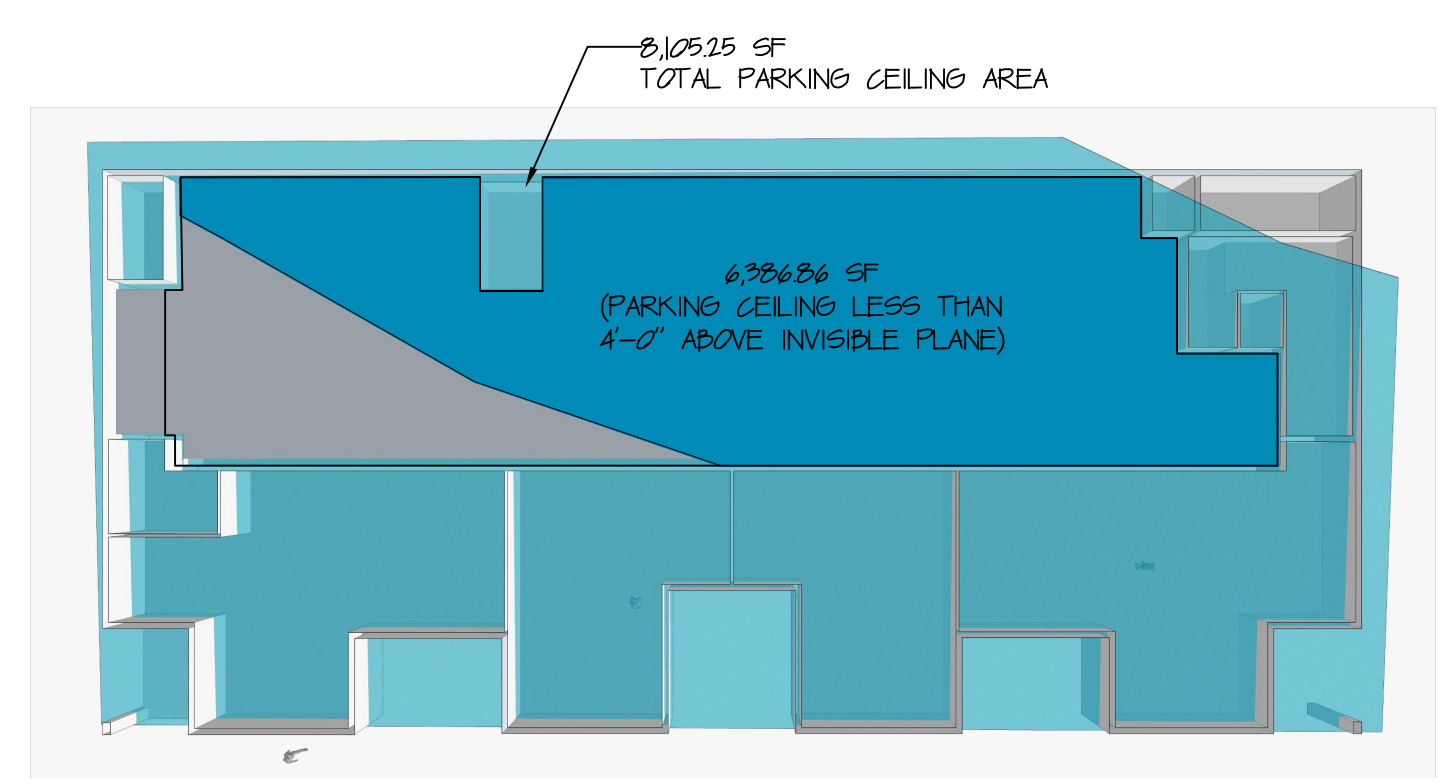 8,105.25 SF
TOTAL PARKING CEILING AREA
6,386.86 SF
(PARKING CEILING LESS THAN
4'-0" ABOVE INVISIBLE PLANE)